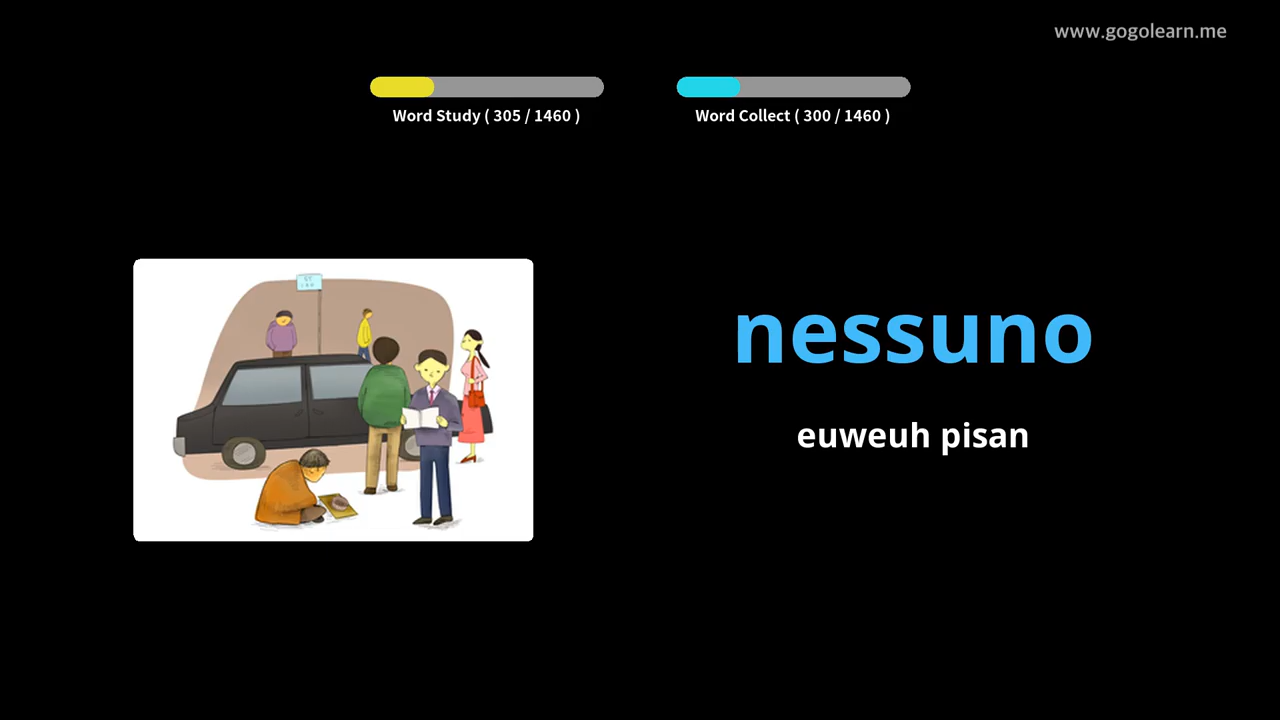 www.gogolearn.me
Word Study ( 305 / 1460 )
Word Collect ( 300 / 1460 )
nessuno
euweuh pisan